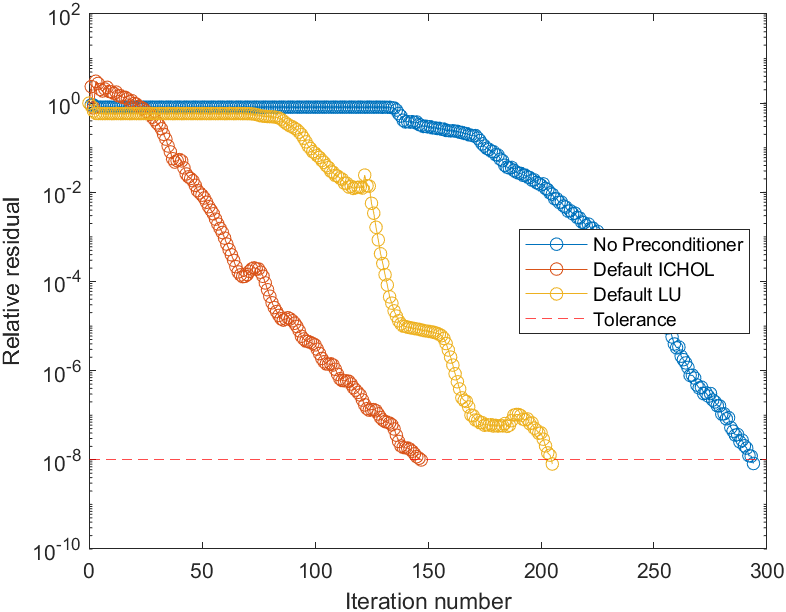 10^2
10^0
10^-2
10^-4
10^-6
10^-8
10^-10
Relative residual
No Preconditioner
Default ICHOL
Default LU
Tolerance
0 50 100 150 200 250 300
Iteration number